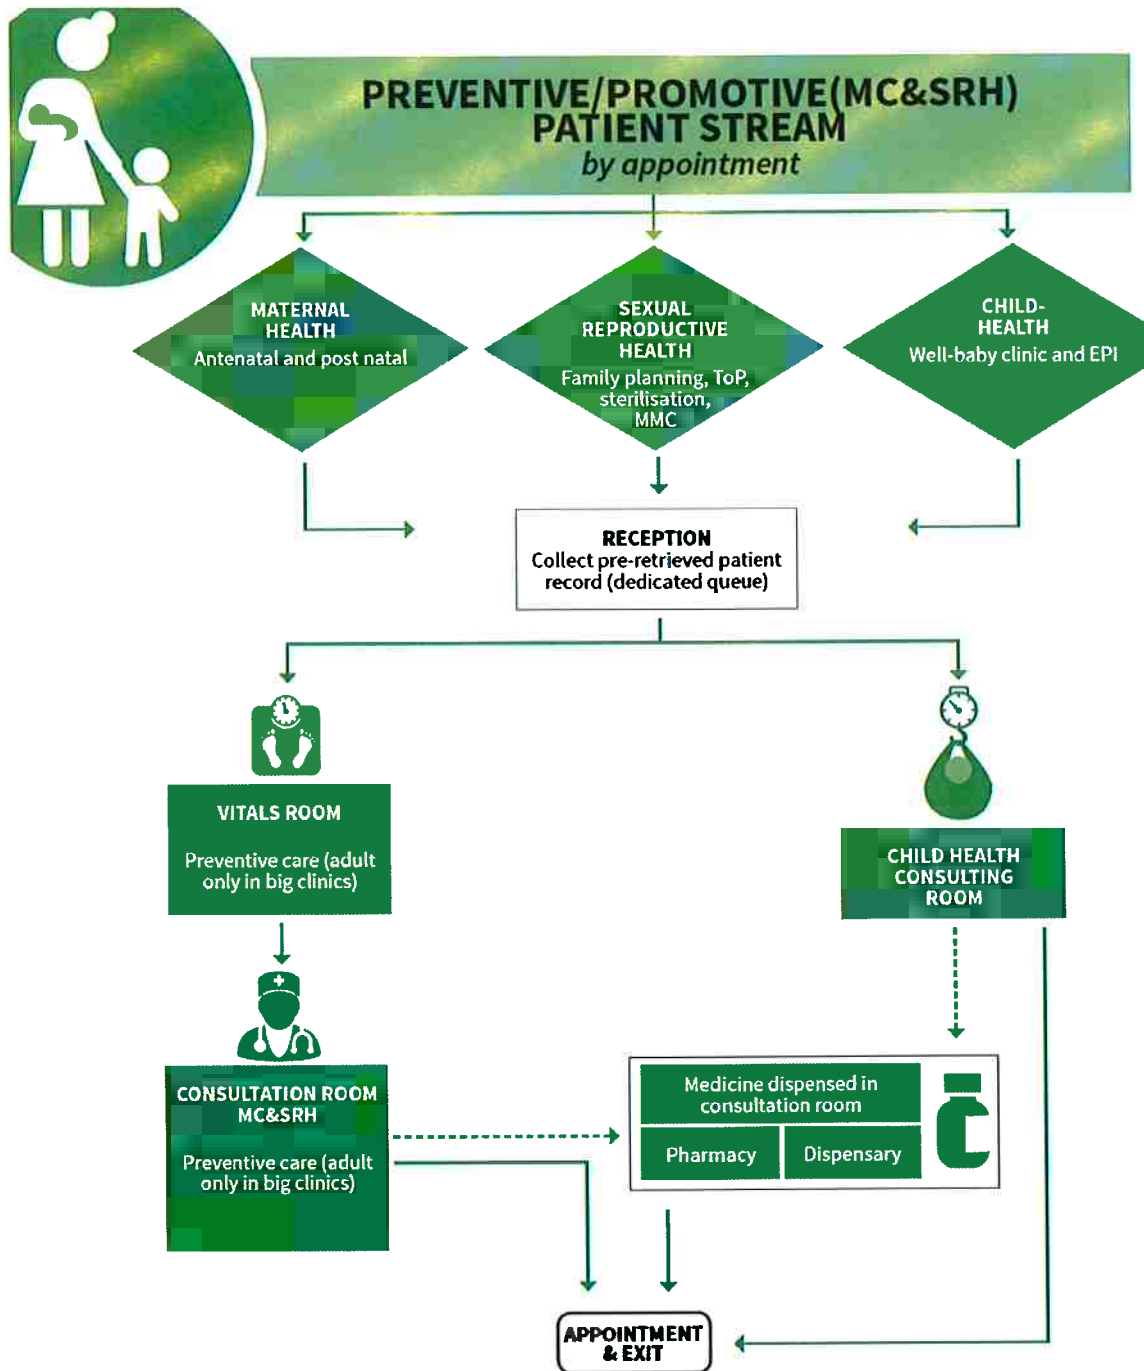 PREVENTIVE/PROMOTIVE(MC&SRH)
PATIENT STREAM
by appointment
MATERNAL
HEALTH
Antenatal and post natal
SEXUAL
REPRODUCTIVE
HEALTH
Family planning, ToP,
sterilisation,
MMC
CHILD-
HEALTH
Well-baby clinic and EPI
RECEPTION
Collect pre-retrieved patient
record (dedicated queue)
VITALS ROOM
Preventive care (adult
only in big clinics)
CHILD HEALTH
CONSULTING
ROOM
CONSULTATION ROOM
MC&SRH
Preventive care (adult
only in big clinics)
Medicine dispensed in
consultation room
Pharmacy
Dispensary
APPOINTMENT
& EXIT